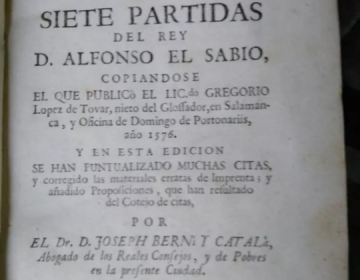 SIETE PARTIDAS
DEL REY
D. ALFONSO EL SABIO,
COPIANDOSE
EL QUE PUBLICÒ EL LIC.do GREGORIO
Lopez de Tovar, nieto del Glossador, en Salaman-
ca, y Oficina de Domingo de Portonariis,
año 1576.
Y EN ESTA EDICION
SE HAN PUNTUALIZADO MUCHAS CITAS,
y corregido las materiales erratas de Imprenta; y
añadido Proposiciones, que han resultado
del Cotejo de citas,
POR
EL Dr. D. JOSEPH BERNI Y CATALÀ,
Abogado de los Reales Consejos, y de Pobres
en la presente Ciudad.